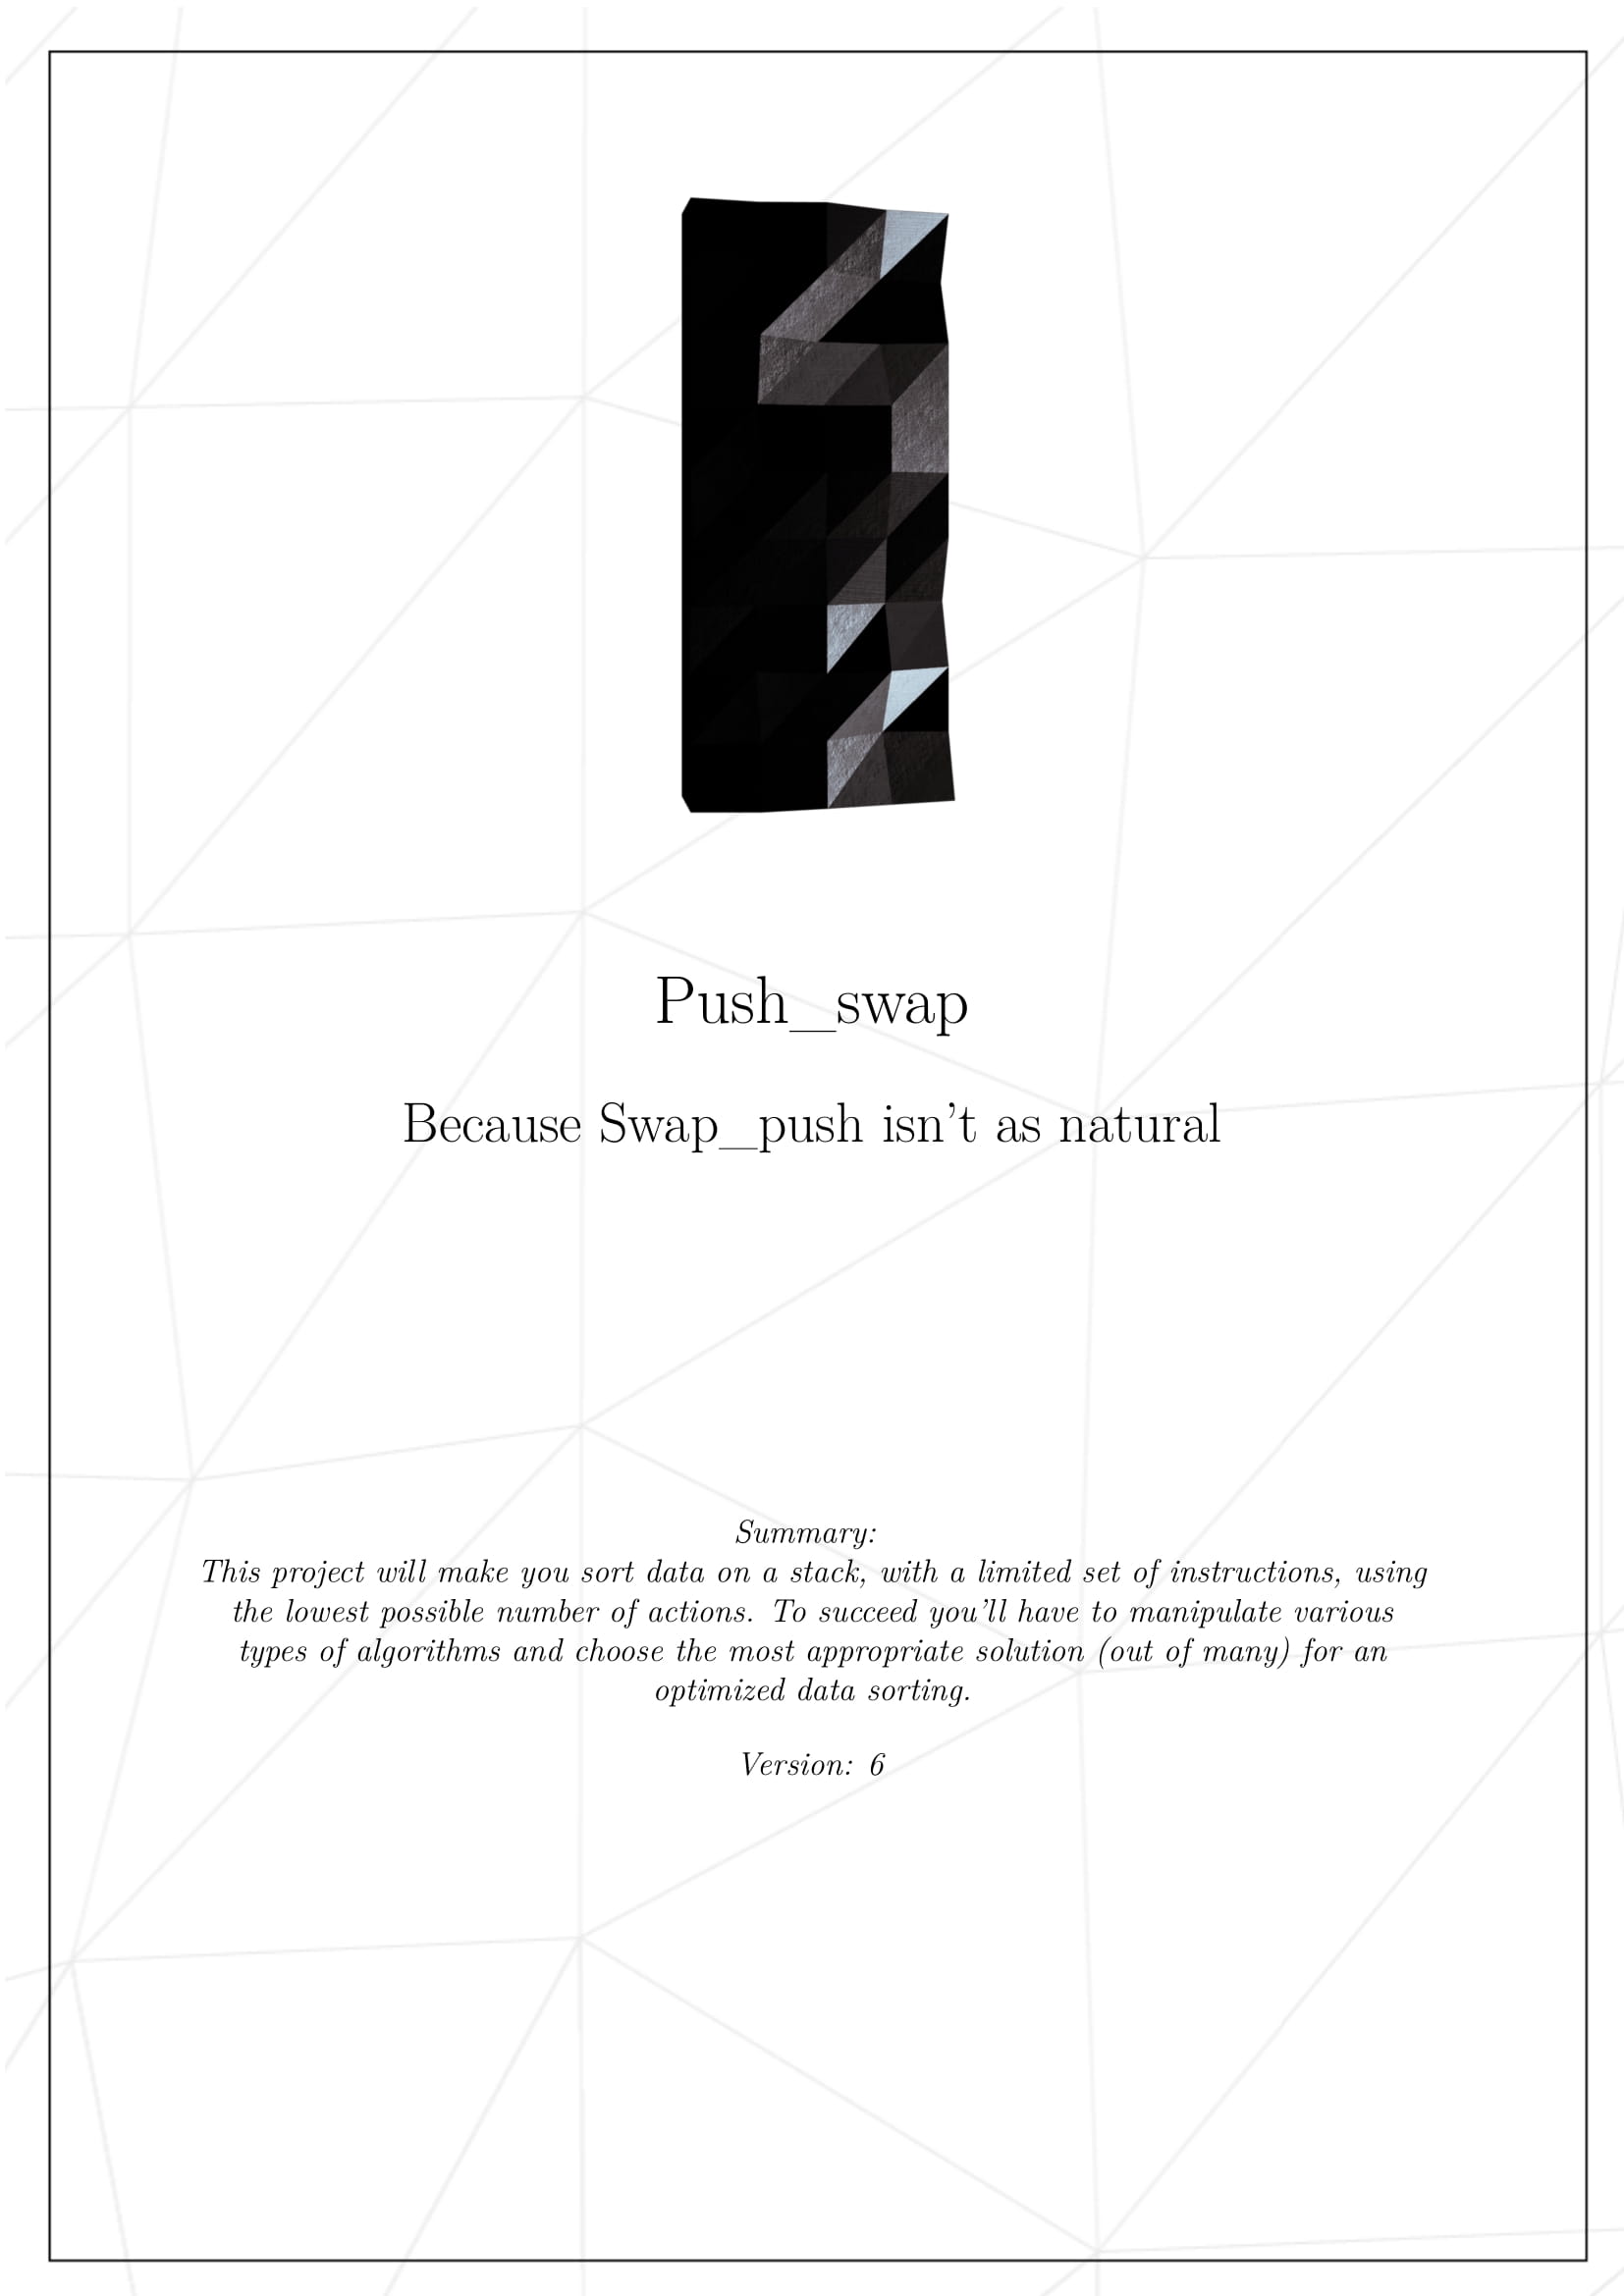 Push_swap
Because Swap_push isn't as natural
Summary:
This project will make you sort data on a stack, with a limited set of instructions, using
the lowest possible number of actions. To succeed you'll have to manipulate various
types of algorithms and choose the most appropriate solution (out of many) for an
optimized data sorting.
Version: 6